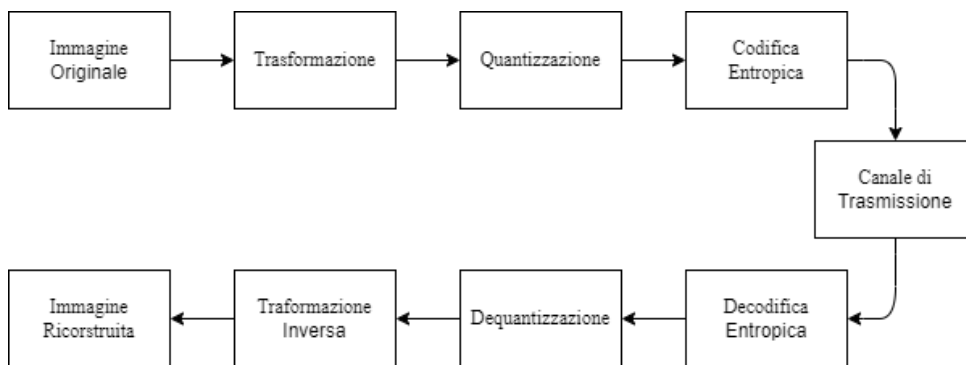 Immagine
Originale
Trasformazione
Quantizzazione
Codifica
Entropica
Canale di
Trasmissione
Immagine
Ricorstruita
Traformazione
Inversa
Dequantizzazione
Decodifica
Entropica